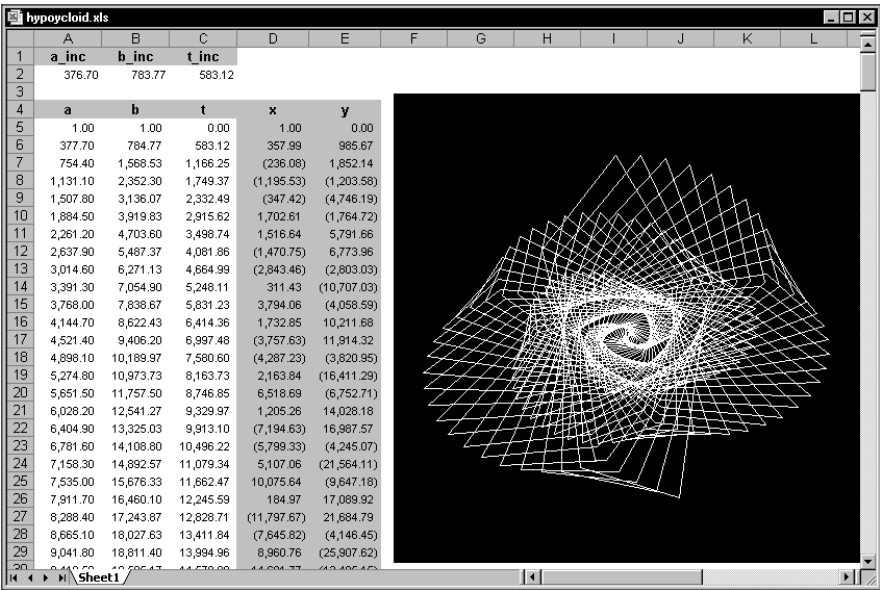 hypoycloid.xls
A B C D E F G H I J K L
1 a_inc b_inc t_inc
2 376.70 783.77 583.12
3
4 a b t x y
5 1.00 1.00 0.00 1.00 0.00
6 377.70 784.77 583.12 357.99 985.67
7 754.40 1,568.53 1,166.25 (236.08) 1,852.14
8 1,131.10 2,352.30 1,749.37 (1,195.53) (1,203.58)
9 1,507.80 3,136.07 2,332.49 (347.42) (4,746.19)
10 1,884.50 3,919.83 2,915.62 1,702.61 (1,764.72)
11 2,261.20 4,703.60 3,498.74 1,516.64 5,791.66
12 2,637.90 5,487.37 4,081.86 (1,470.75) 6,773.96
13 3,014.60 6,271.13 4,664.99 (2,843.46) (2,803.03)
14 3,391.30 7,054.90 5,248.11 311.43 (10,707.03)
15 3,768.00 7,838.67 5,831.23 3,794.06 (4,058.59)
16 4,144.70 8,622.43 6,414.36 1,732.85 10,211.68
17 4,521.40 9,406.20 6,997.48 (3,757.63) 11,914.32
18 4,898.10 10,189.97 7,580.60 (4,287.23) (3,820.95)
19 5,274.80 10,973.73 8,163.73 2,163.84 (16,411.29)
20 5,651.50 11,757.50 8,746.85 6,518.69 (6,752.71)
21 6,028.20 12,541.27 9,329.97 1,205.26 14,028.18
22 6,404.90 13,325.03 9,913.10 (7,194.63) 16,987.57
23 6,781.60 14,108.80 10,496.22 (5,799.33) (4,245.07)
24 7,158.30 14,892.57 11,079.34 5,107.06 (21,564.11)
25 7,535.00 15,676.33 11,662.47 10,075.64 (9,647.18)
26 7,911.70 16,460.10 12,245.59 184.97 17,089.92
27 8,288.40 17,243.87 12,828.71 (11,797.67) 21,684.79
28 8,665.10 18,027.63 13,411.84 (7,645.82) (4,146.45)
29 9,041.80 18,811.40 13,994.96 8,960.76 (25,907.62)
Sheet1